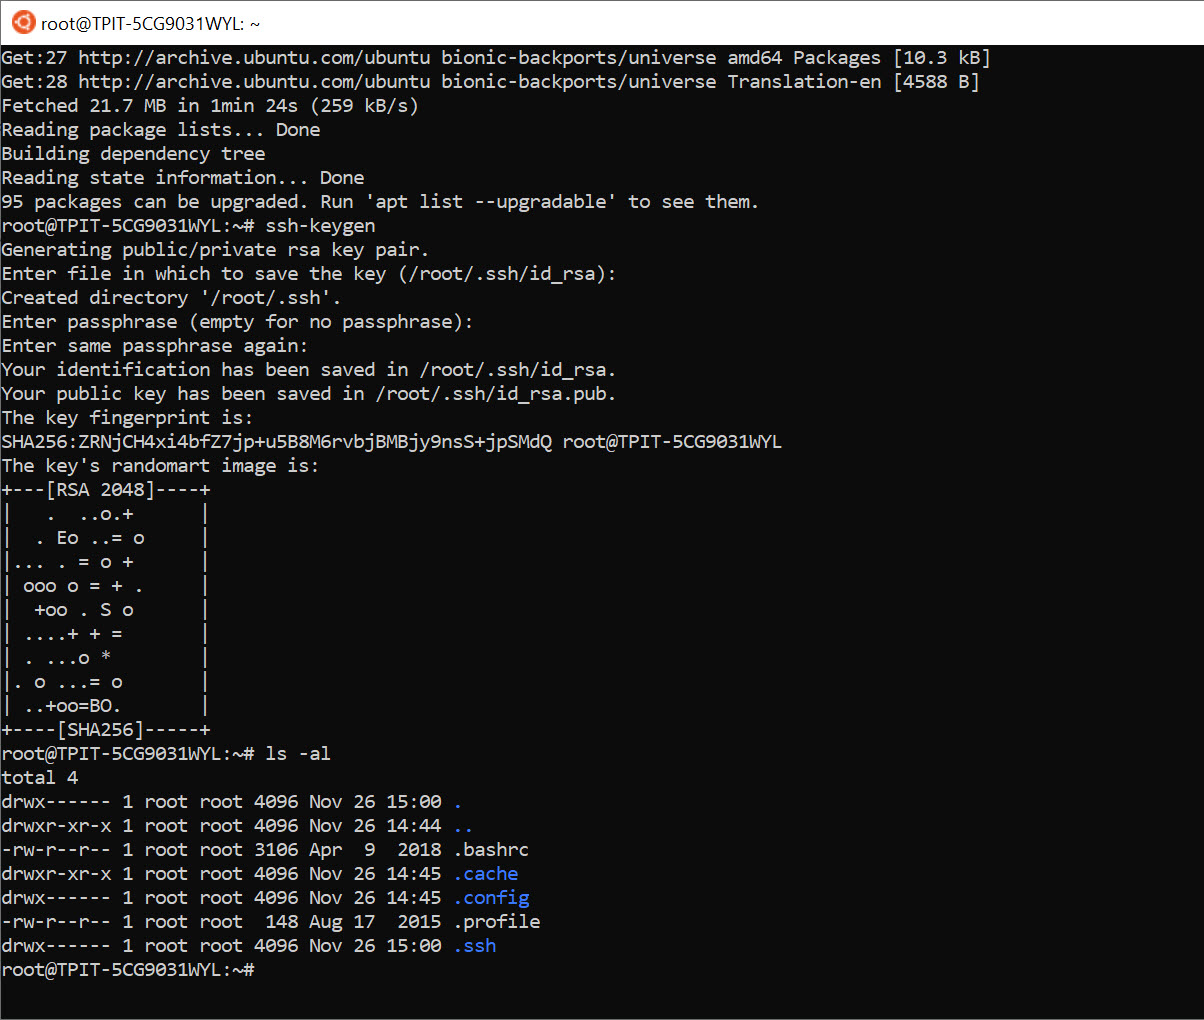 root@TPIT-5CG9031WYL: ~
Get:27 http://archive.ubuntu.com/ubuntu bionic-backports/universe amd64 Packages [10.3 kB]
Get:28 http://archive.ubuntu.com/ubuntu bionic-backports/universe Translation-en [4588 B]
Fetched 21.7 MB in 1min 24s (259 kB/s)
Reading package lists... Done
Building dependency tree
Reading state information... Done
95 packages can be upgraded. Run 'apt list --upgradable' to see them.
root@TPIT-5CG9031WYL:~# ssh-keygen
Generating public/private rsa key pair.
Enter file in which to save the key (/root/.ssh/id_rsa):
Created directory '/root/.ssh'.
Enter passphrase (empty for no passphrase):
Enter same passphrase again:
Your identification has been saved in /root/.ssh/id_rsa.
Your public key has been saved in /root/.ssh/id_rsa.pub.
The key fingerprint is:
SHA256:ZRNjCH4xi4bfZ7jp+u5B8M6rvbjBMBjy9nsS+jpSMdQ root@TPIT-5CG9031WYL
The key's randomart image is:
+---[RSA 2048]----+
|   .  ..o.+      |
|  . Eo ..= o     |
|... . = o +      |
| ooo o = + .     |
|  +oo . S o      |
| ....+ + =       |
| . ...o *        |
|. o ...= o       |
| ..+oo=BO.       |
+----[SHA256]-----+
root@TPIT-5CG9031WYL:~# ls -al
total 4
drwx------ 1 root root 4096 Nov 26 15:00 .
drwxr-xr-x 1 root root 4096 Nov 26 14:44 ..
-rw-r--r-- 1 root root 3106 Apr  9  2018 .bashrc
drwxr-xr-x 1 root root 4096 Nov 26 14:45 .cache
drwx------ 1 root root 4096 Nov 26 14:45 .config
-rw-r--r-- 1 root root  148 Aug 17  2015 .profile
drwx------ 1 root root 4096 Nov 26 15:00 .ssh
root@TPIT-5CG9031WYL:~#